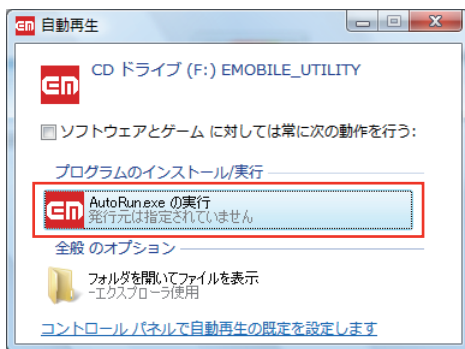 EM 自動再生
EM CD ドライブ (F:) EMOBILE_UTILITY
ソフトウェアとゲーム に対しては常に次の動作を行う:
プログラムのインストール/実行
EM AutoRun.exe の実行
発行元は指定されていません
全般 のオプション
フォルダを開いてファイルを表示
-エクスプローラ使用
コントロール パネルで自動再生の既定を設定します